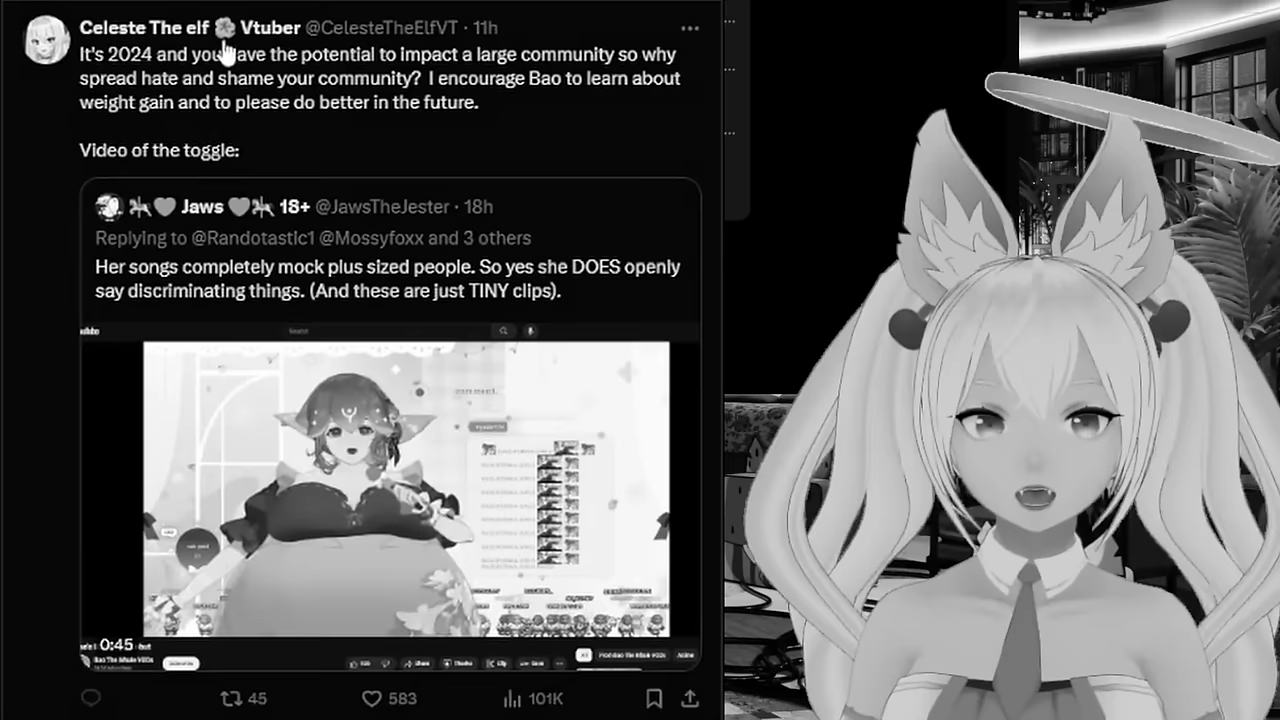 Celeste The elf Vtuber @CelesteTheElfVT · 11h
It's 2024 and you have the potential to impact a large community so why
spread hate and shame your community? I encourage Bao to learn about
weight gain and to please do better in the future.
Video of the toggle:
Jaws 18+ @JawsTheJester · 18h
Replying to @Randotastic1 @Mossyfoxx and 3 others
Her songs completely mock plus sized people. So yes she DOES openly
say discriminating things. (And these are just TINY clips).
Search
0:45
Share
45
583
101K